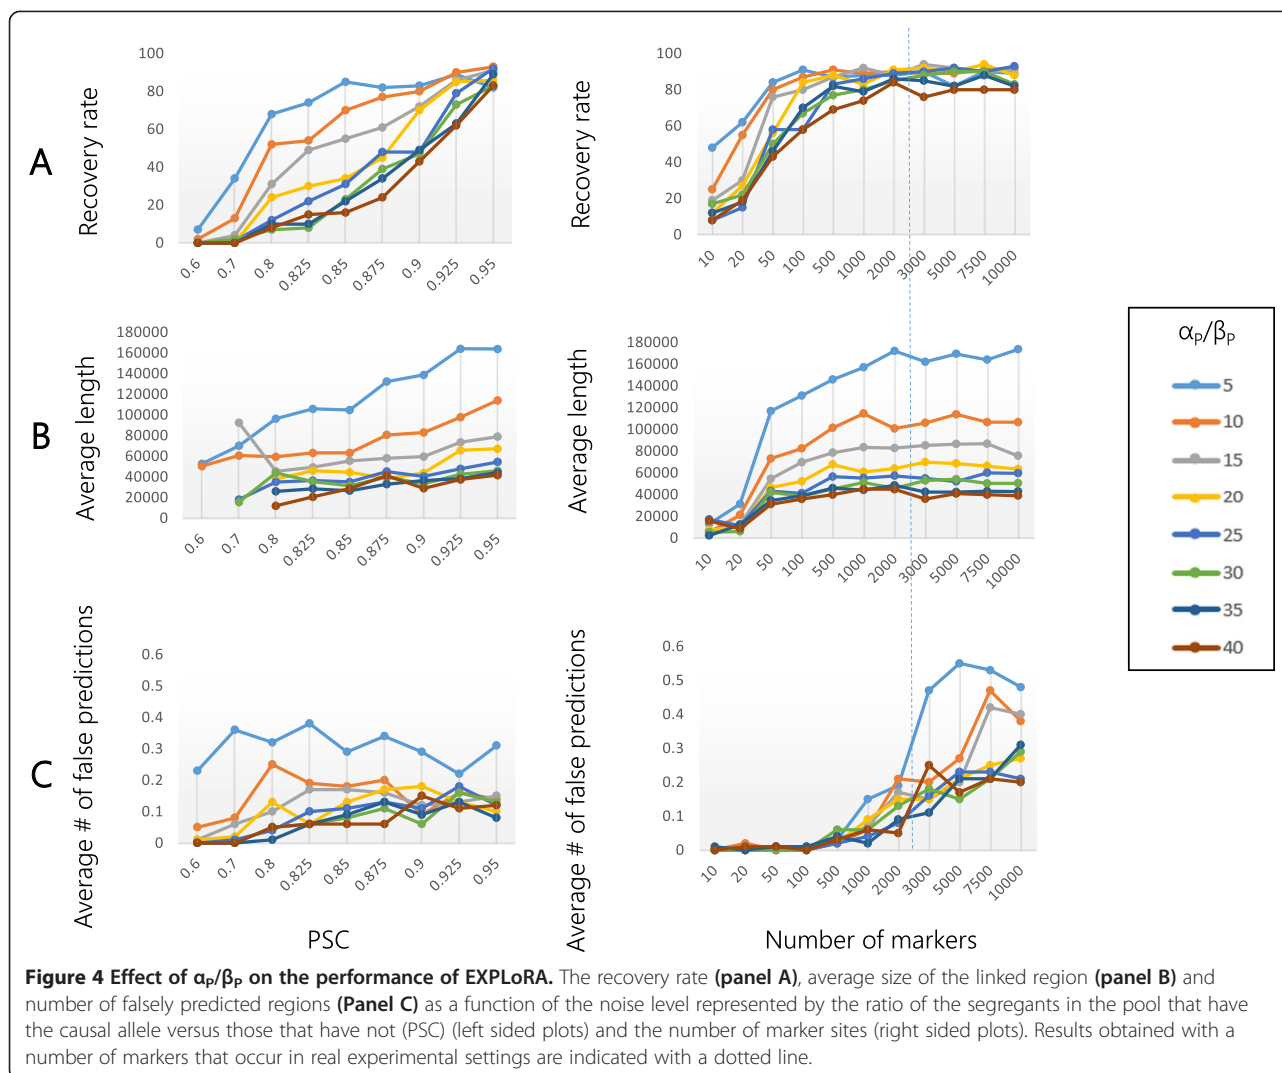 A
Recovery rate
100
80
60
40
20
0
0.6 0.7 0.8 0.825 0.85 0.875 0.9 0.925 0.95
Recovery rate
100
80
60
40
20
0
10 20 50 100 500 1000 2000 3000 5000 7500 10000
B
Average length
180000
160000
140000
120000
100000
80000
60000
40000
20000
0
0.6 0.7 0.8 0.825 0.85 0.875 0.9 0.925 0.95
Average length
180000
160000
140000
120000
100000
80000
60000
40000
20000
0
10 20 50 100 500 1000 2000 3000 5000 7500 10000
C
Average # of false predictions
0.6
0.5
0.4
0.3
0.2
0.1
0
0.6 0.7 0.8 0.825 0.85 0.875 0.9 0.925 0.95
PSC
Average # of false predictions
0.6
0.5
0.4
0.3
0.2
0.1
0
10 20 50 100 500 1000 2000 3000 5000 7500 10000
Number of markers
αP/βP
5
10
15
20
25
30
35
40
Figure 4 Effect of αP/βP on the performance of EXPLoRA. The recovery rate (panel A), average size of the linked region (panel B) and
number of falsely predicted regions (Panel C) as a function of the noise level represented by the ratio of the segregants in the pool that have
the causal allele versus those that have not (PSC) (left sided plots) and the number of marker sites (right sided plots). Results obtained with a
number of markers that occur in real experimental settings are indicated with a dotted line.